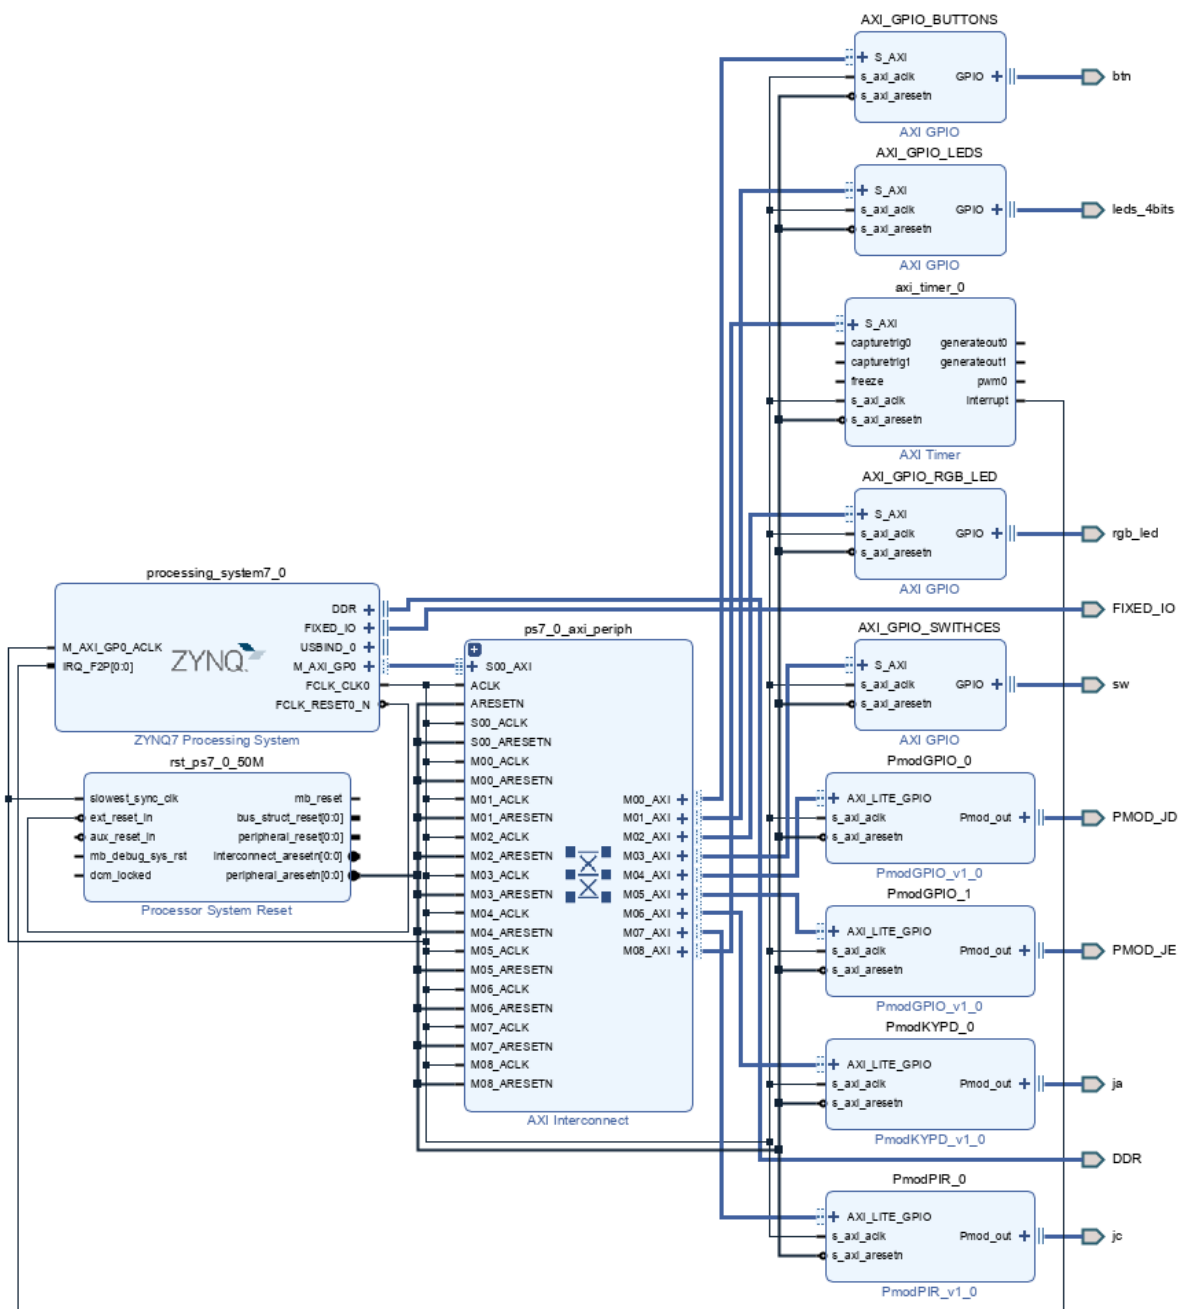 AXI_GPIO_BUTTONS
S_AXI
s_axi_aclk
s_axi_aresetn
GPIO
AXI GPIO
btn
AXI_GPIO_LEDS
S_AXI
s_axi_aclk
s_axi_aresetn
GPIO
AXI GPIO
leds_4bits
axi_timer_0
S_AXI
capturetrig0
capturetrig1
freeze
s_axi_aclk
s_axi_aresetn
generateout0
generateout1
pwm0
interrupt
AXI Timer
AXI_GPIO_RGB_LED
S_AXI
s_axi_aclk
s_axi_aresetn
GPIO
AXI GPIO
rgb_led
processing_system7_0
M_AXI_GP0_ACLK
IRQ_F2P[0:0]
ZYNQ
DDR
FIXED_IO
USBIND_0
M_AXI_GP0
FCLK_CLK0
FCLK_RESET0_N
ZYNQ7 Processing System
FIXED_IO
rst_ps7_0_50M
slowest_sync_clk
ext_reset_in
aux_reset_in
mb_debug_sys_rst
dcm_locked
mb_reset
bus_struct_reset[0:0]
peripheral_reset[0:0]
interconnect_aresetn[0:0]
peripheral_aresetn[0:0]
Processor System Reset
ps7_0_axi_periph
S00_AXI
ACLK
ARESETN
S00_ACLK
S00_ARESETN
M00_ACLK
M00_ARESETN
M01_ACLK
M01_ARESETN
M02_ACLK
M02_ARESETN
M03_ACLK
M03_ARESETN
M04_ACLK
M04_ARESETN
M05_ACLK
M05_ARESETN
M06_ACLK
M06_ARESETN
M07_ACLK
M07_ARESETN
M08_ACLK
M08_ARESETN
M00_AXI
M01_AXI
M02_AXI
M03_AXI
M04_AXI
M05_AXI
M06_AXI
M07_AXI
M08_AXI
AXI Interconnect
AXI_GPIO_SWITHCES
S_AXI
s_axi_aclk
s_axi_aresetn
GPIO
AXI GPIO
sw
PmodGPIO_0
AXI_LITE_GPIO
s_axi_aclk
s_axi_aresetn
Pmod_out
PmodGPIO_v1_0
PMOD_JD
PmodGPIO_1
AXI_LITE_GPIO
s_axi_aclk
s_axi_aresetn
Pmod_out
PmodGPIO_v1_0
PMOD_JE
PmodKYPD_0
AXI_LITE_GPIO
s_axi_aclk
s_axi_aresetn
Pmod_out
PmodKYPD_v1_0
ja
DDR
PmodPIR_0
AXI_LITE_GPIO
s_axi_aclk
s_axi_aresetn
Pmod_out
PmodPIR_v1_0
jc